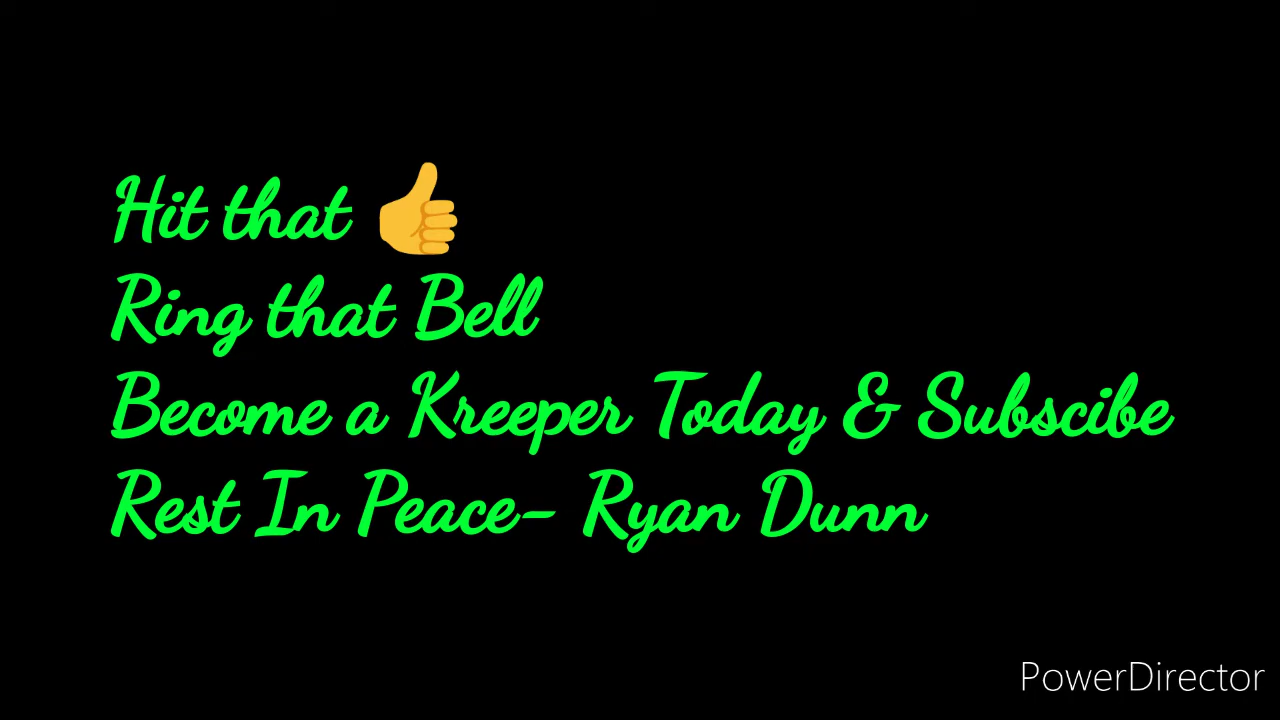 Hit that 👍
Ring that Bell
Become a Kreeper Today & Subscibe
Rest In Peace- Ryan Dunn
PowerDirector